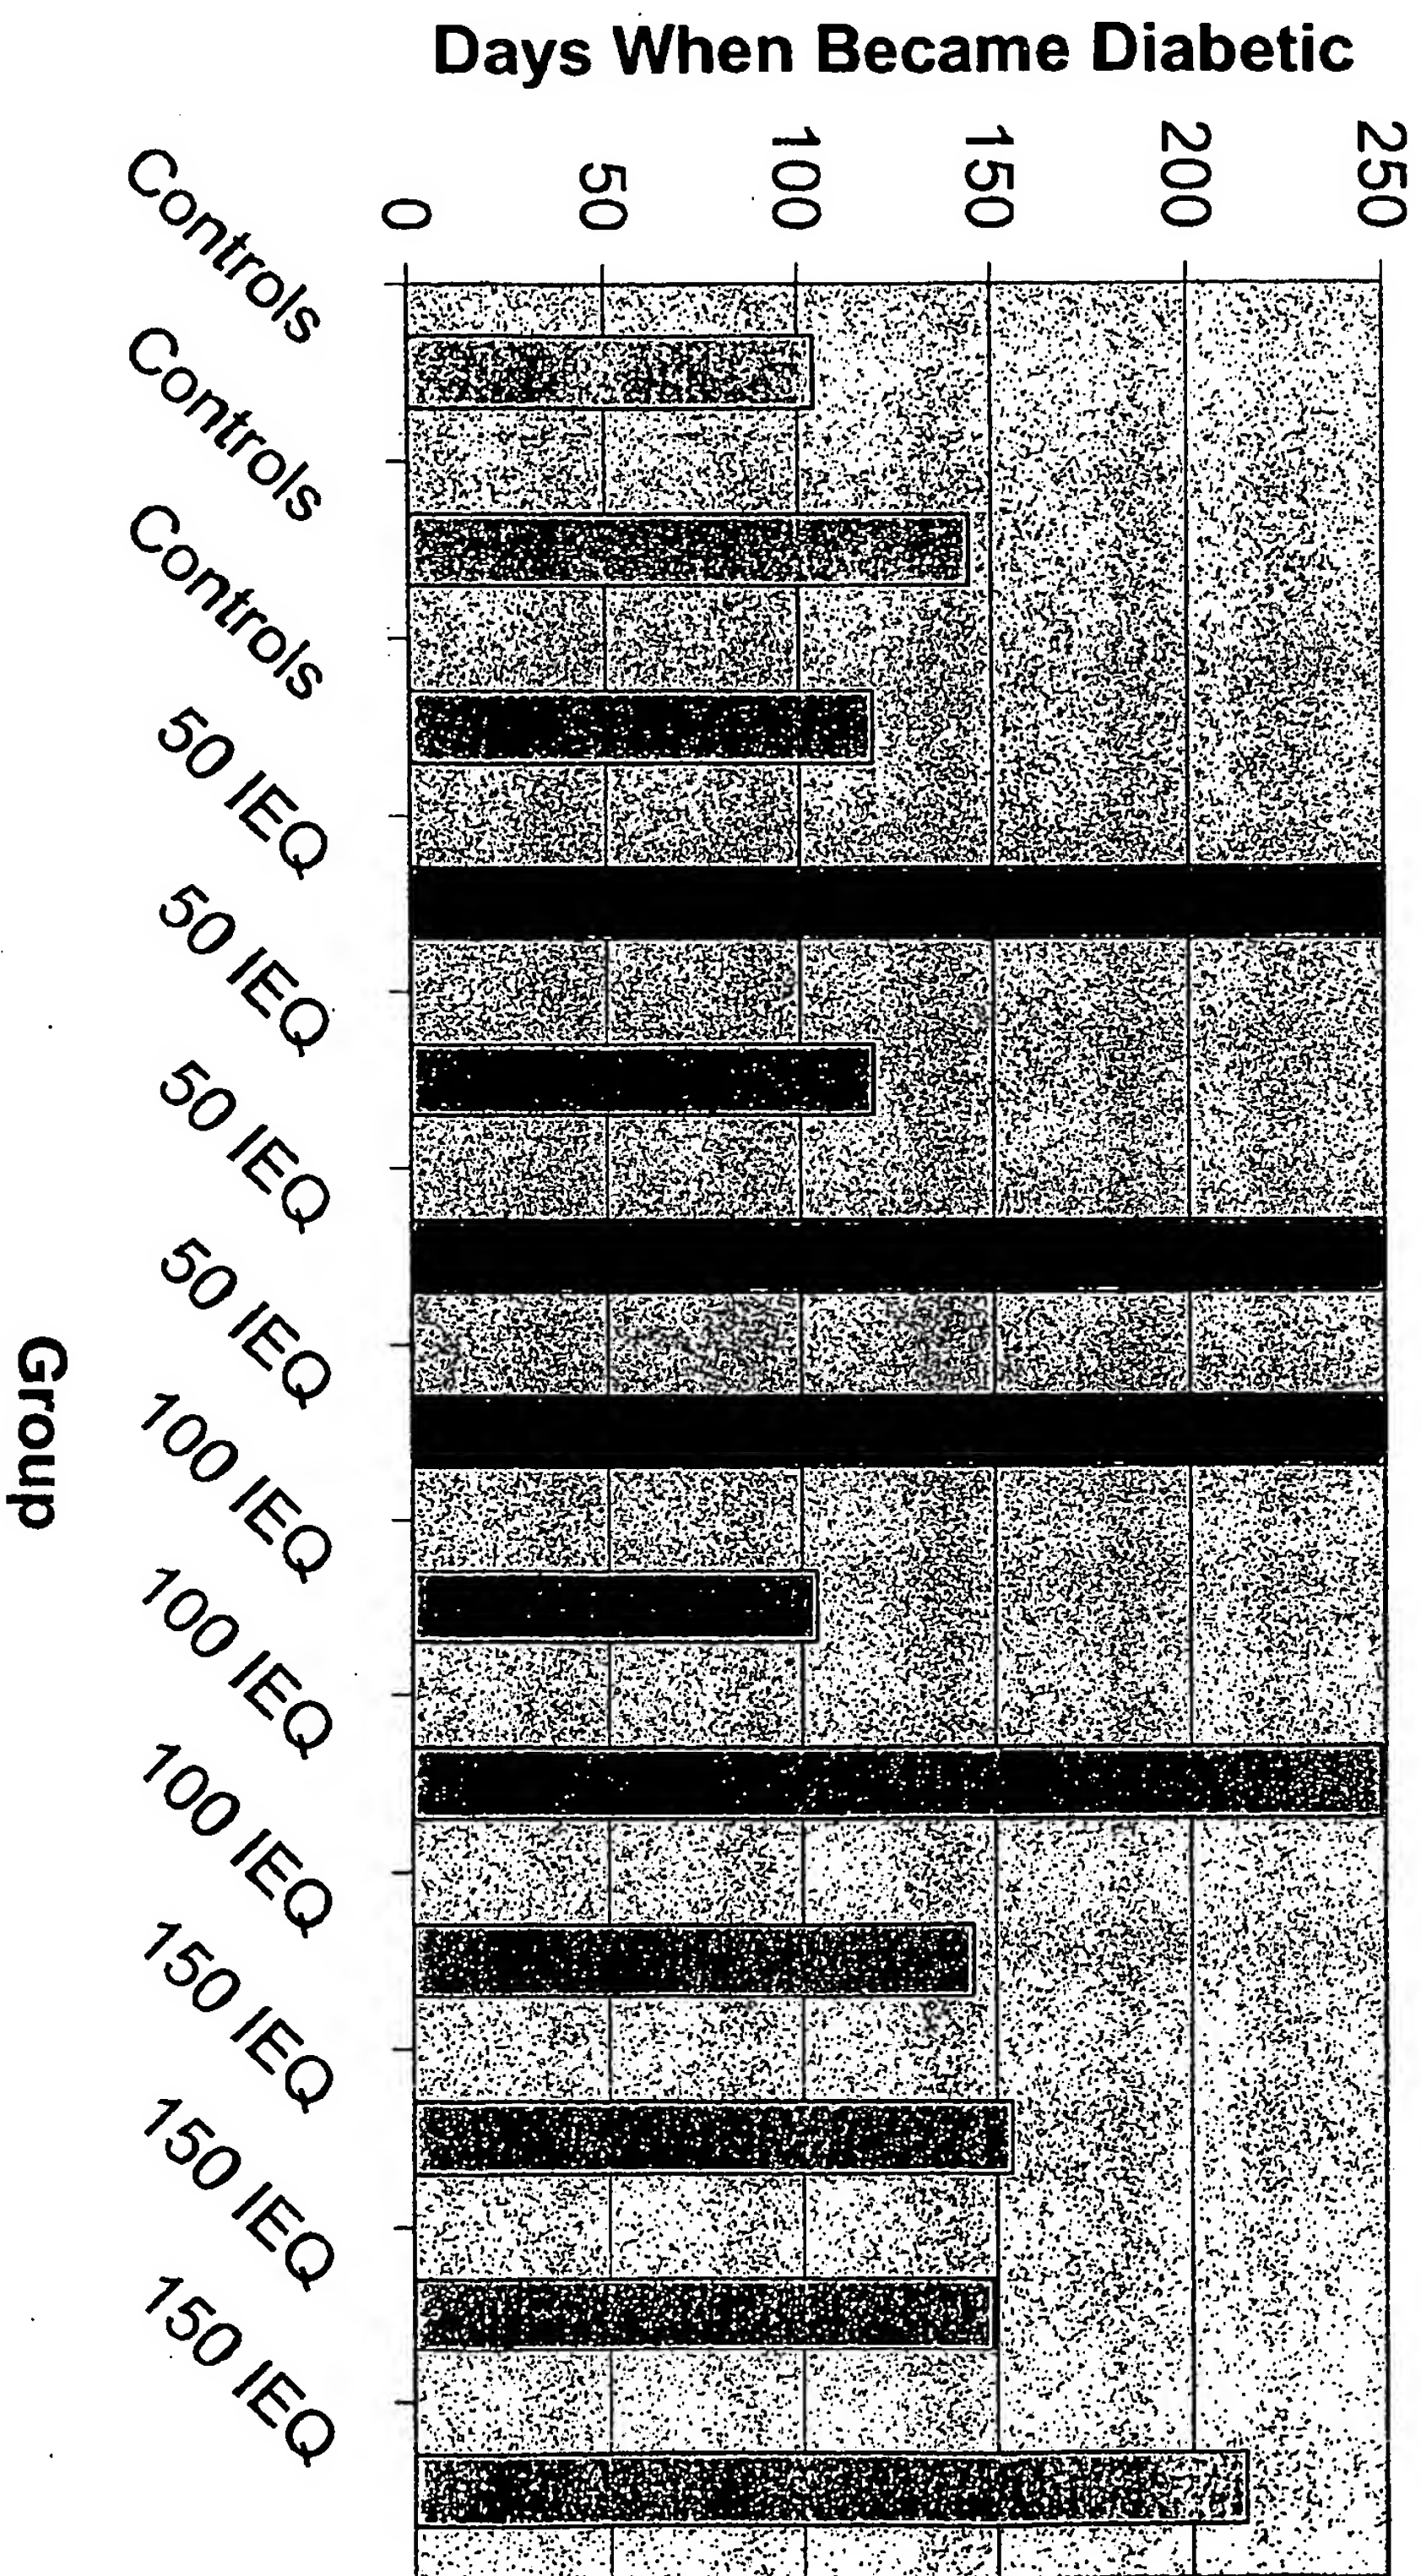 Days When Became Diabetic
250
200
150
100
50
0
Controls
Controls
Controls
50 IEQ
50 IEQ
50 IEQ
50 IEQ
100 IEQ
100 IEQ
100 IEQ
150 IEQ
150 IEQ
150 IEQ
Group